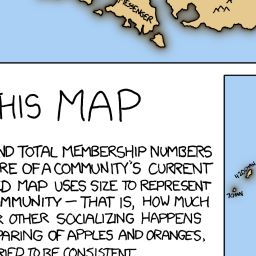 MESSENGER
HIS MAP
ND TOTAL MEMBERSHIP NUMBERS
RE OF A COMMUNITY'S CURRENT
D MAP USES SIZE TO REPRESENT
MMUNITY — THAT IS, HOW MUCH
OTHER SOCIALIZING HAPPENS
PARING OF APPLES AND ORANGES,
RIED TO BE CONSISTENT.